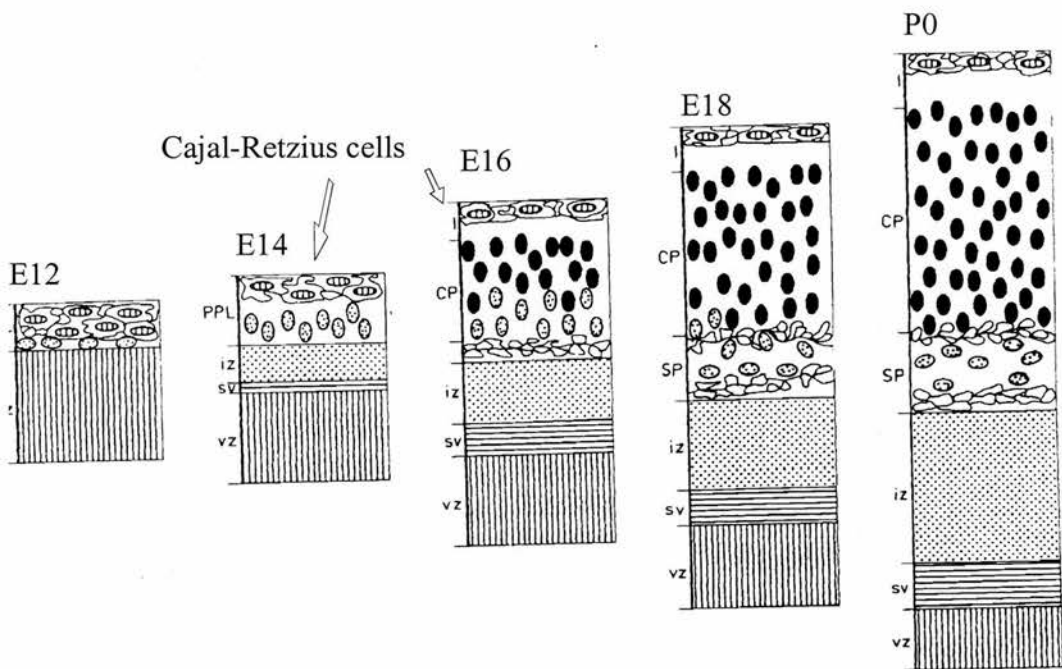 P0
E18
Cajal-Retzius cells
E16
E14
E12
PPL
iz
sv
vz
I
CP
iz
sv
vz
I
CP
SP
iz
sv
vz
I
CP
SP
iz
sv
vz